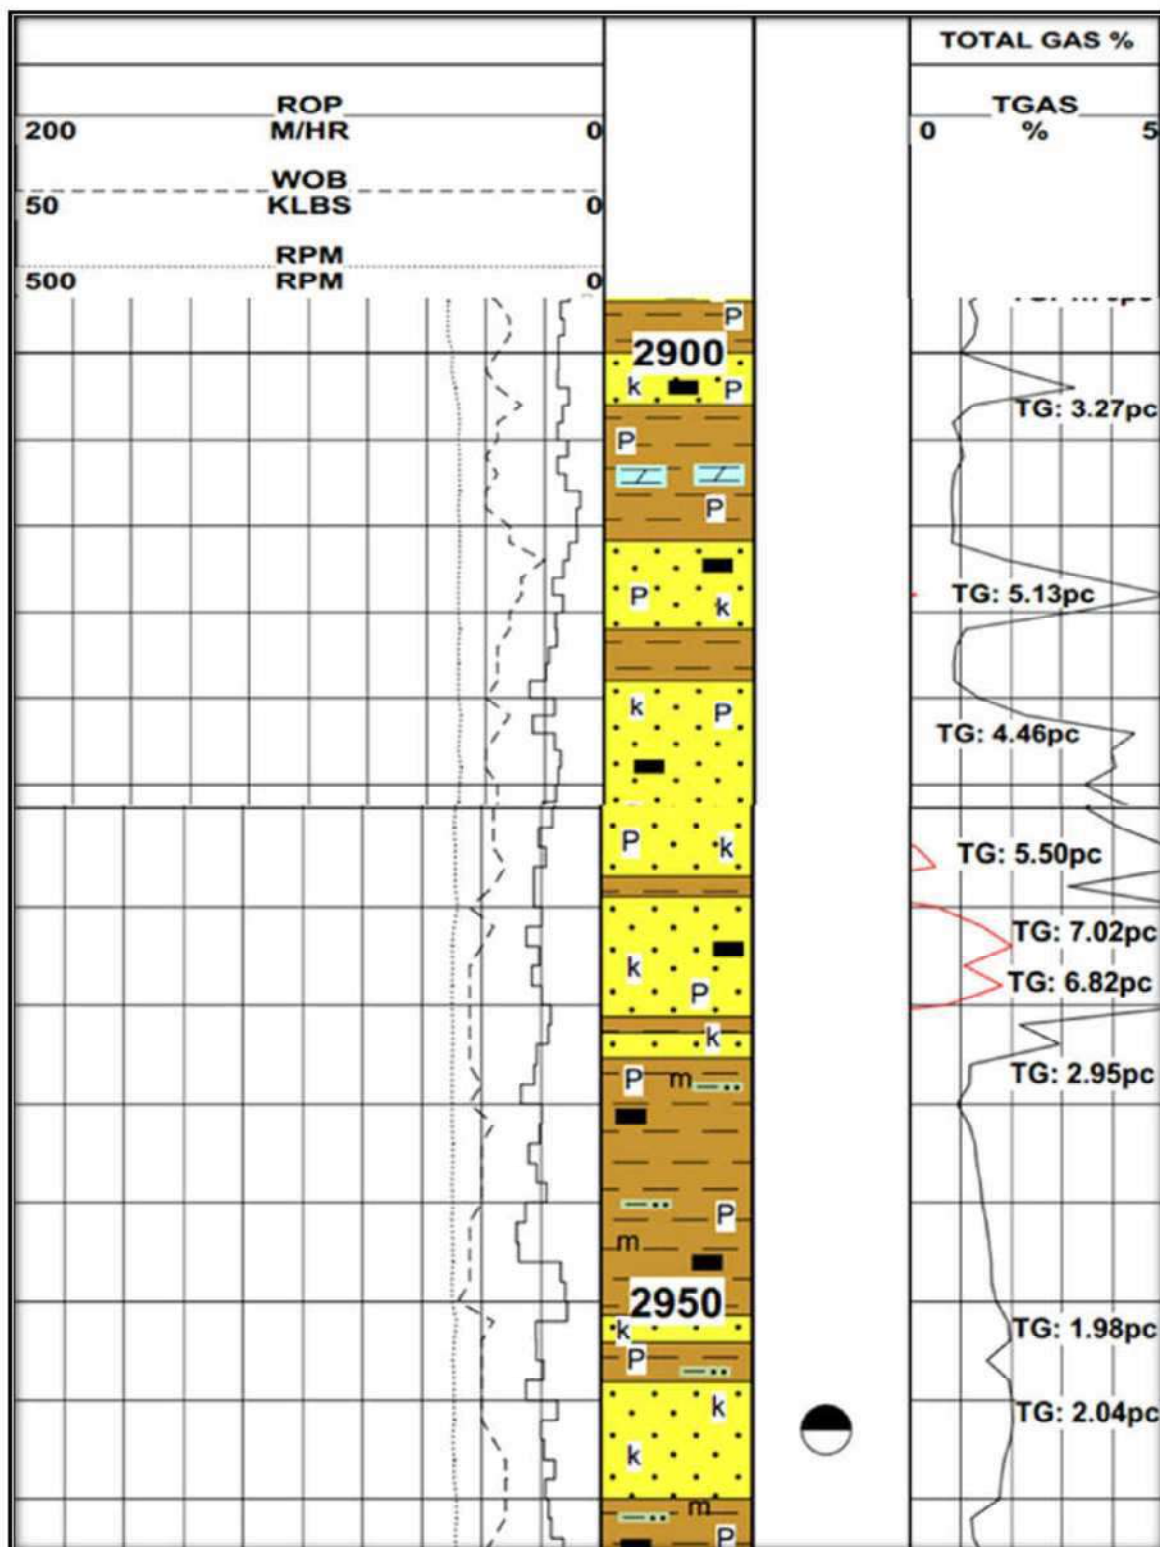 TOTAL GAS %
ROP
200 M/HR 0
WOB
50 KLBS 0
RPM
500 RPM 0
TGAS
0 % 5
P
2900
k P
TG: 3.27pc
P
P
P k
TG: 5.13pc
k P
TG: 4.46pc
P k
TG: 5.50pc
TG: 7.02pc
k
P
TG: 6.82pc
k
P m
TG: 2.95pc
P
m
2950
k
TG: 1.98pc
P
k
TG: 2.04pc
k
m
P